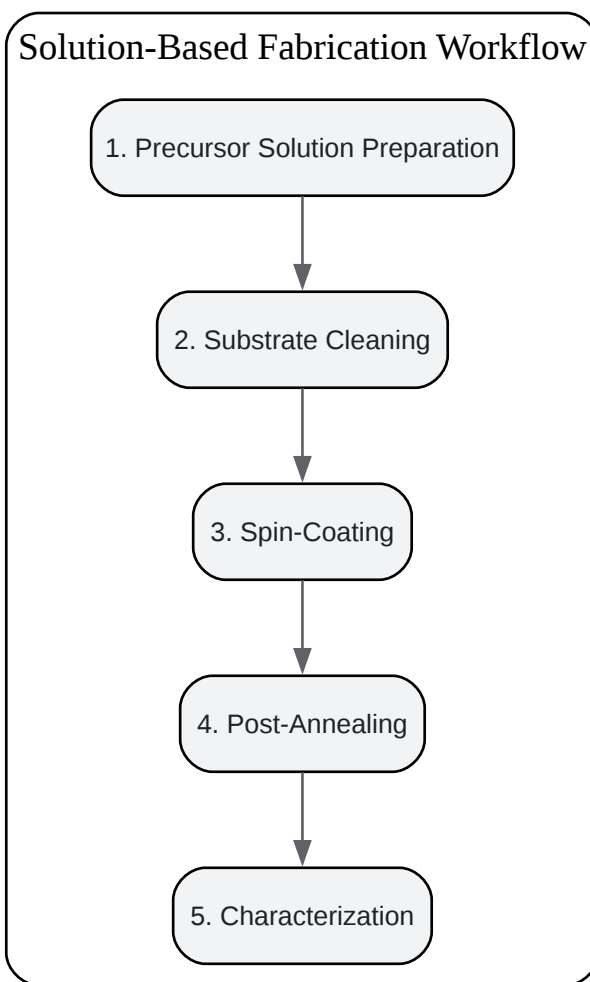 Solution-Based Fabrication Workflow
1. Precursor Solution Preparation
2. Substrate Cleaning
3. Spin-Coating
4. Post-Annealing
5. Characterization